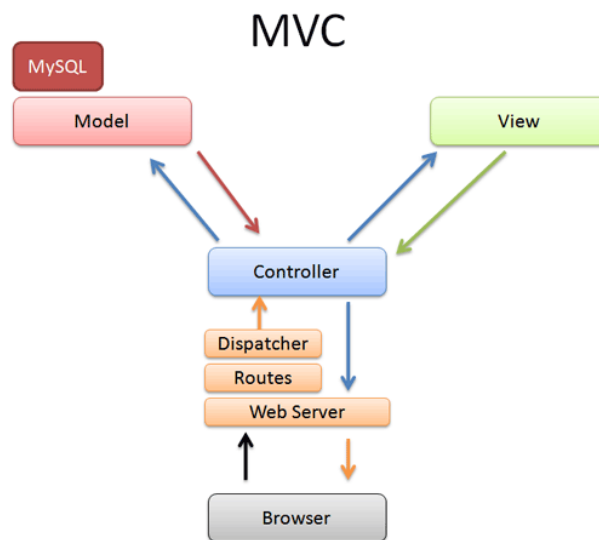 MVC
MySQL
Model
View
Controller
Dispatcher
Routes
Web Server
Browser